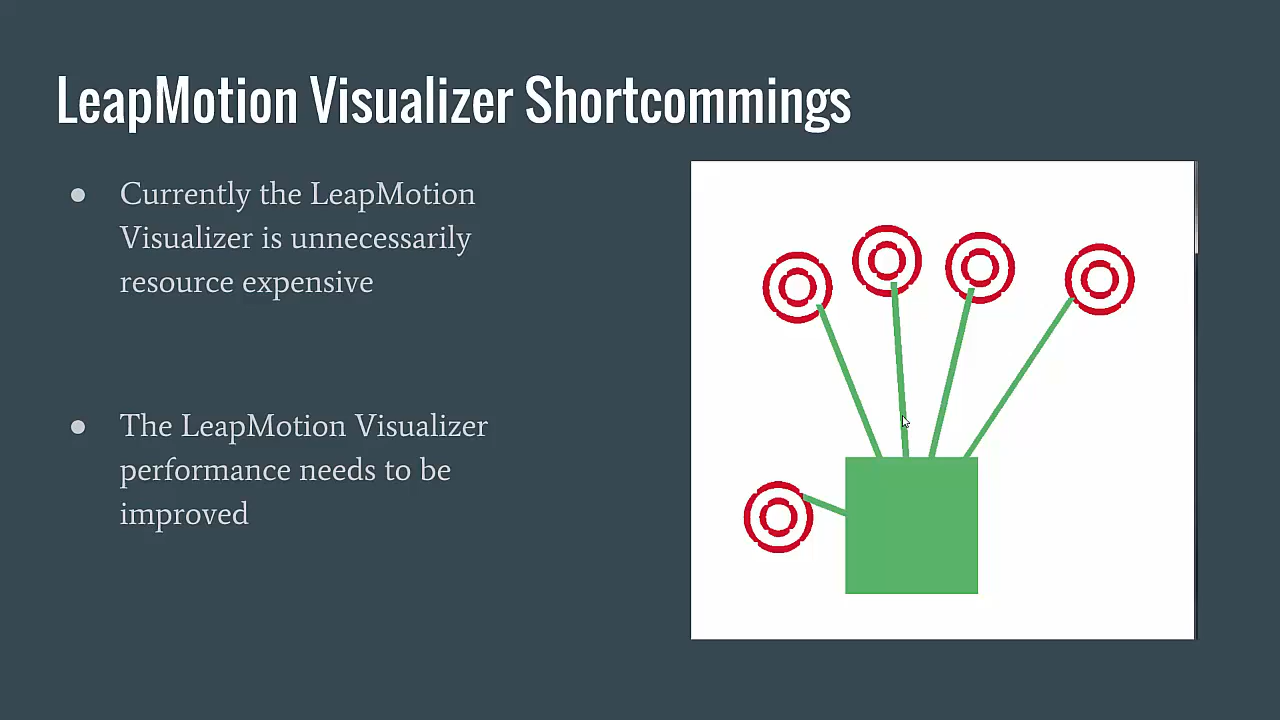 LeapMotion Visualizer Shortcommings
● Currently the LeapMotion
Visualizer is unnecessarily
resource expensive
● The LeapMotion Visualizer
performance needs to be
improved